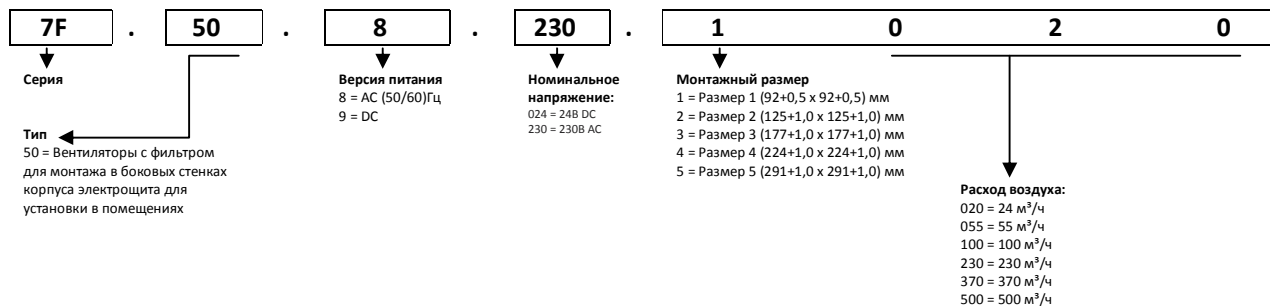 7F . 50 . 8 . 230 . 1 0 2 0
Серия
Тип
50 = Вентиляторы с фильтром
для монтажа в боковых стенках
корпуса электрощита для
установки в помещениях
Версия питания
8 = AC (50/60)Гц
9 = DC
Номинальное
напряжение:
024 = 24В DC
230 = 230В AC
Монтажный размер
1 = Размер 1 (92+0,5 x 92+0,5) мм
2 = Размер 2 (125+1,0 x 125+1,0) мм
3 = Размер 3 (177+1,0 x 177+1,0) мм
4 = Размер 4 (224+1,0 x 224+1,0) мм
5 = Размер 5 (291+1,0 x 291+1,0) мм
Расход воздуха:
020 = 24 м³/ч
055 = 55 м³/ч
100 = 100 м³/ч
230 = 230 м³/ч
370 = 370 м³/ч
500 = 500 м³/ч